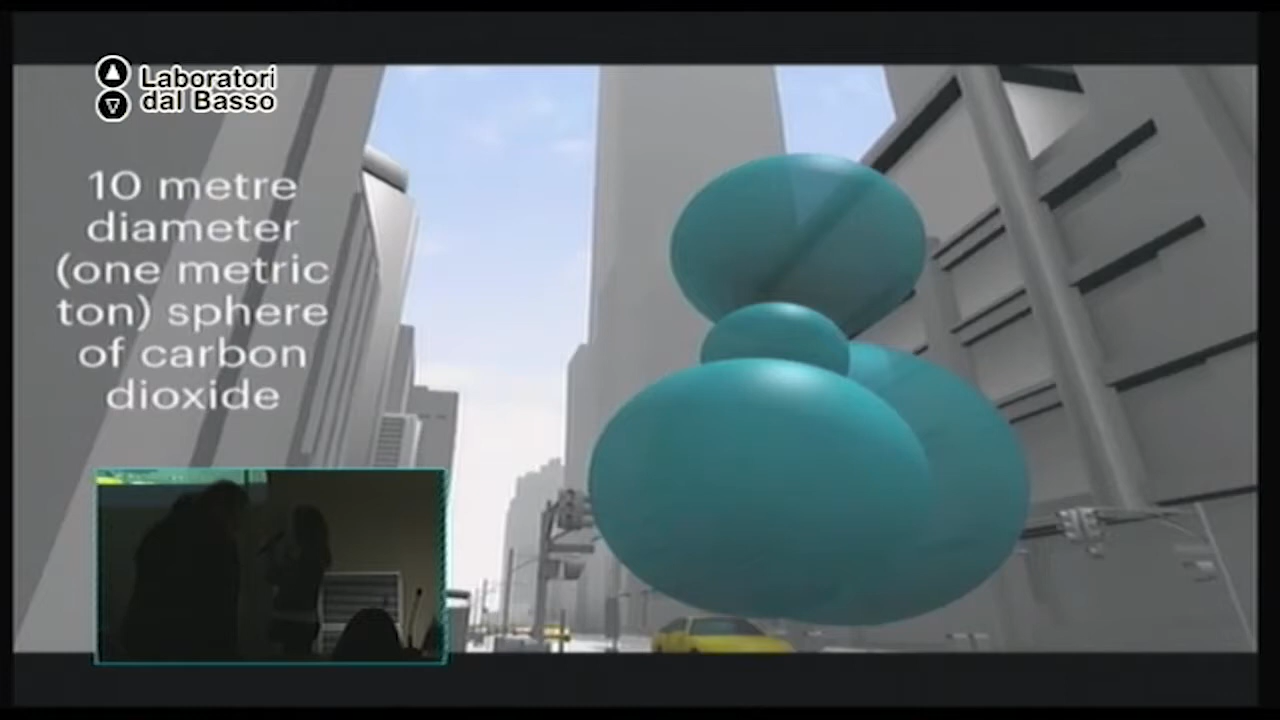 Laboratori
dal Basso
10 metre
diameter
(one metric
ton) sphere
of carbon
dioxide